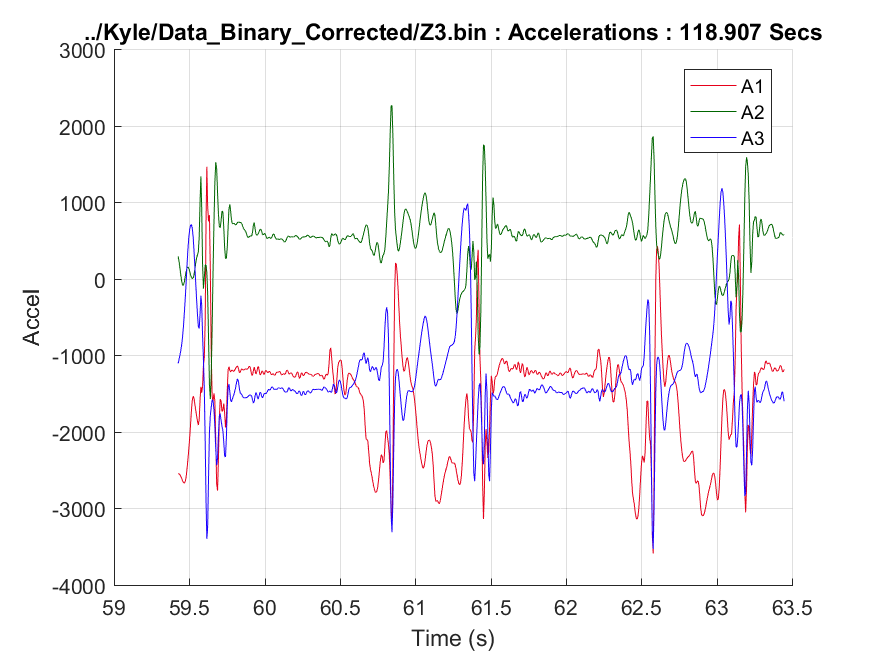 ../Kyle/Data_Binary_Corrected/Z3.bin : Accelerations : 118.907 Secs
3000
2000
1000
0
-1000
-2000
-3000
-4000
Accel
A1
A2
A3
59 59.5 60 60.5 61 61.5 62 62.5 63 63.5
Time (s)